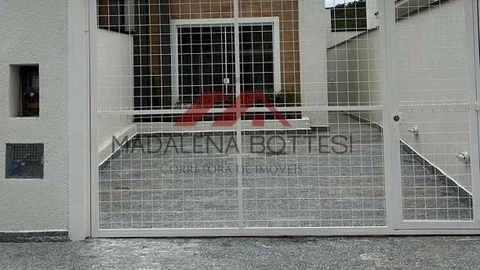 MADALENA BOTTESI
CORRETORA DE IMÓVEIS